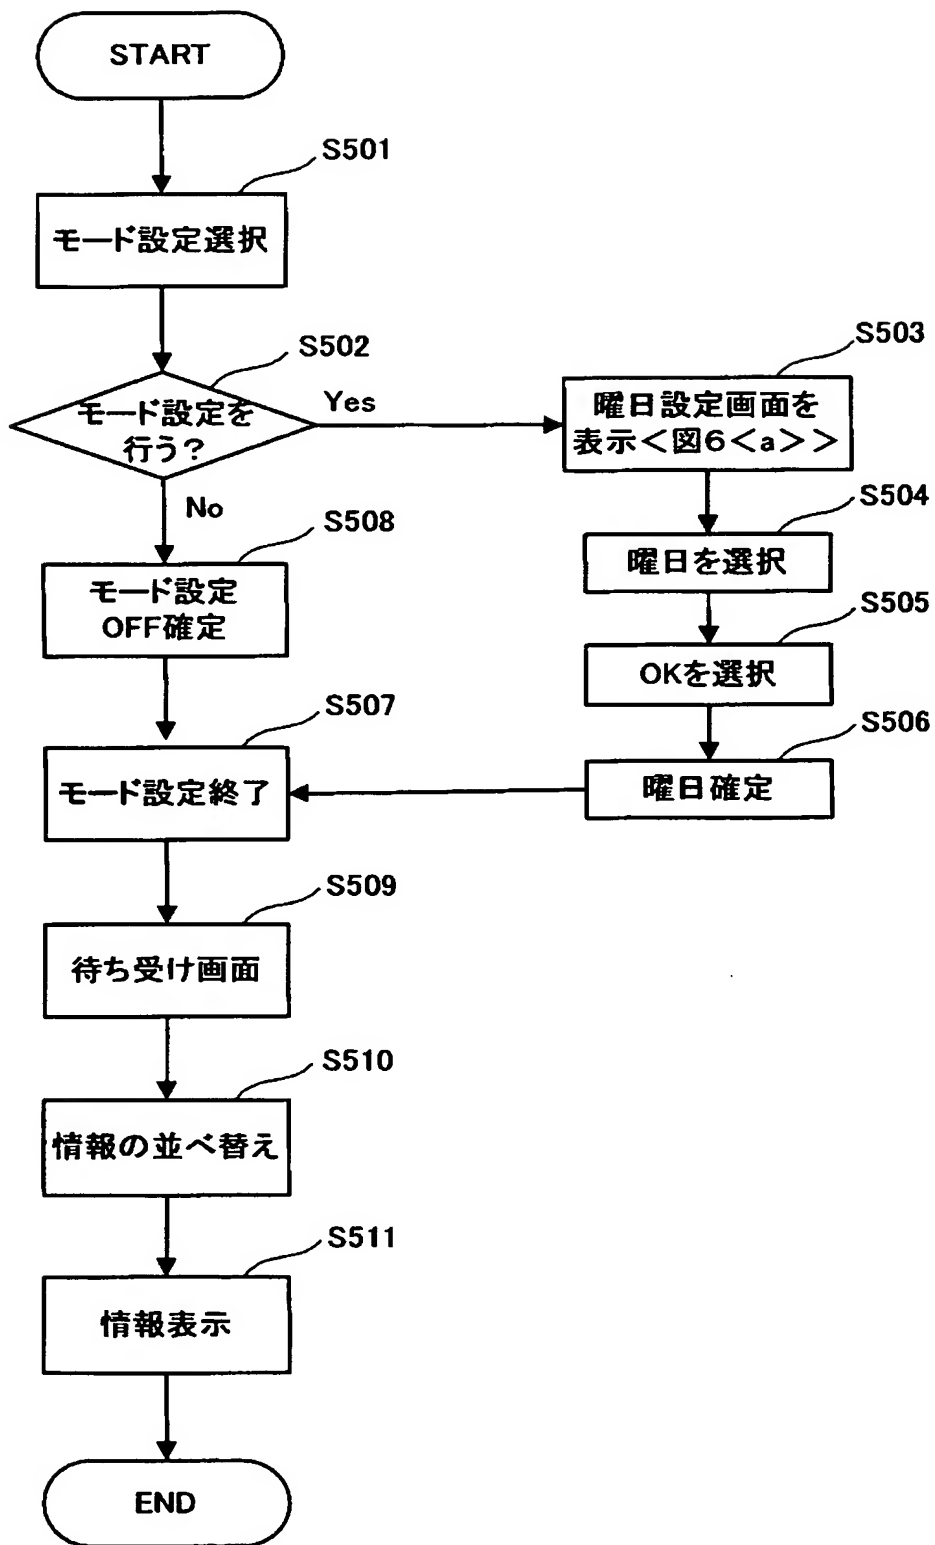 START
S501
モード設定選択
S502
モード設定を
行う?
Yes
S503
曜日設定画面を
表示<図6<a>>
S504
曜日を選択
S505
OKを選択
S506
曜日確定
No
S508
モード設定
OFF確定
S507
モード設定終了
S509
待ち受け画面
S510
情報の並べ替え
S511
情報表示
END